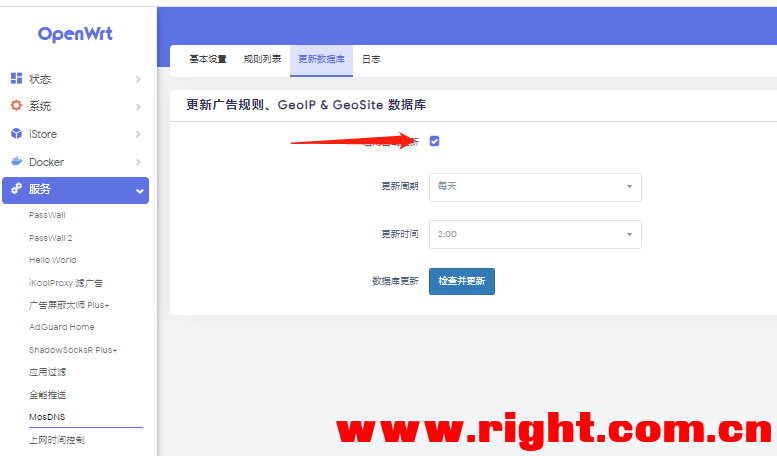 OpenWrt
状态
系统
iStore
Docker
服务
PassWall
PassWall 2
Hello World
iKoolProxy 滤广告
广告屏蔽大师 Plus+
AdGuard Home
ShadowSocksR Plus+
应用过滤
全能推送
MosDNS
上网时间控制
基本设置 规则列表 更新数据库 日志
更新广告规则、GeoIP & GeoSite 数据库
更新周期 每天
更新时间 2:00
数据库更新 检查并更新
www.right.com.cn